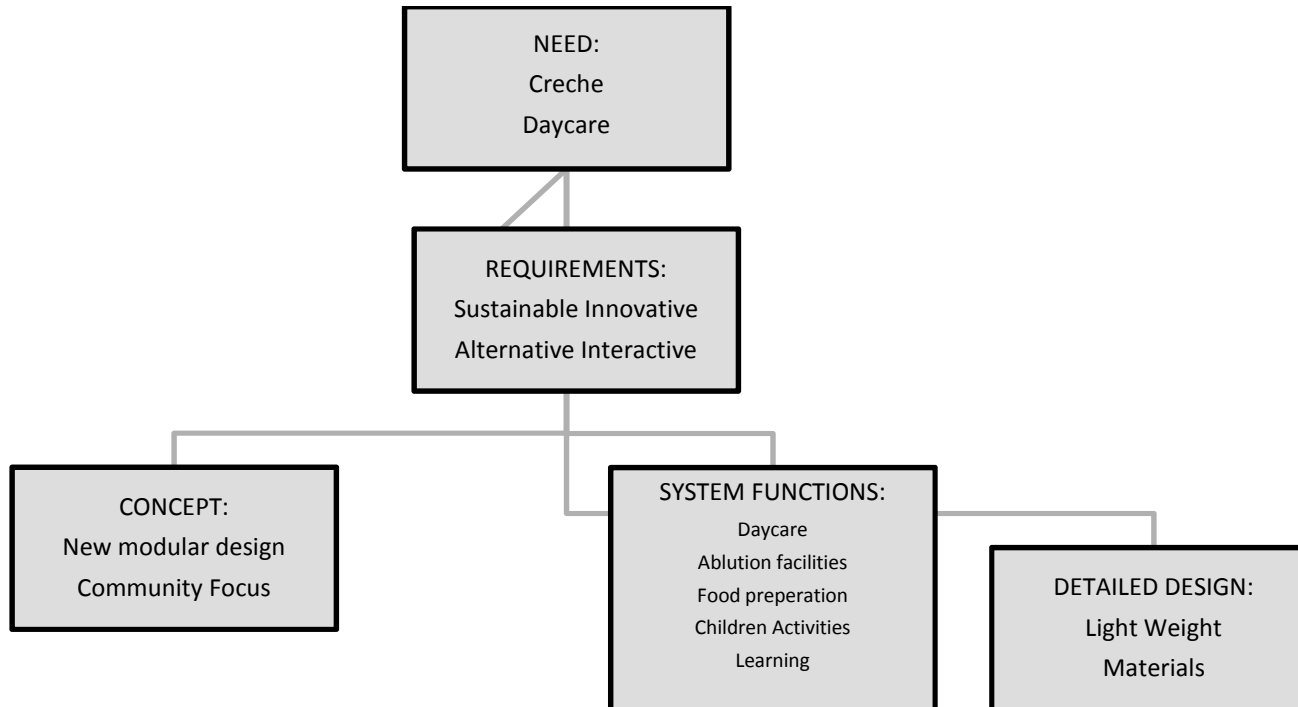 NEED:
Creche
Daycare
REQUIREMENTS:
Sustainable Innovative
Alternative Interactive
CONCEPT:
New modular design
Community Focus
SYSTEM FUNCTIONS:
Daycare
Ablution facilities
Food preperation
Children Activities
Learning
DETAILED DESIGN:
Light Weight
Materials